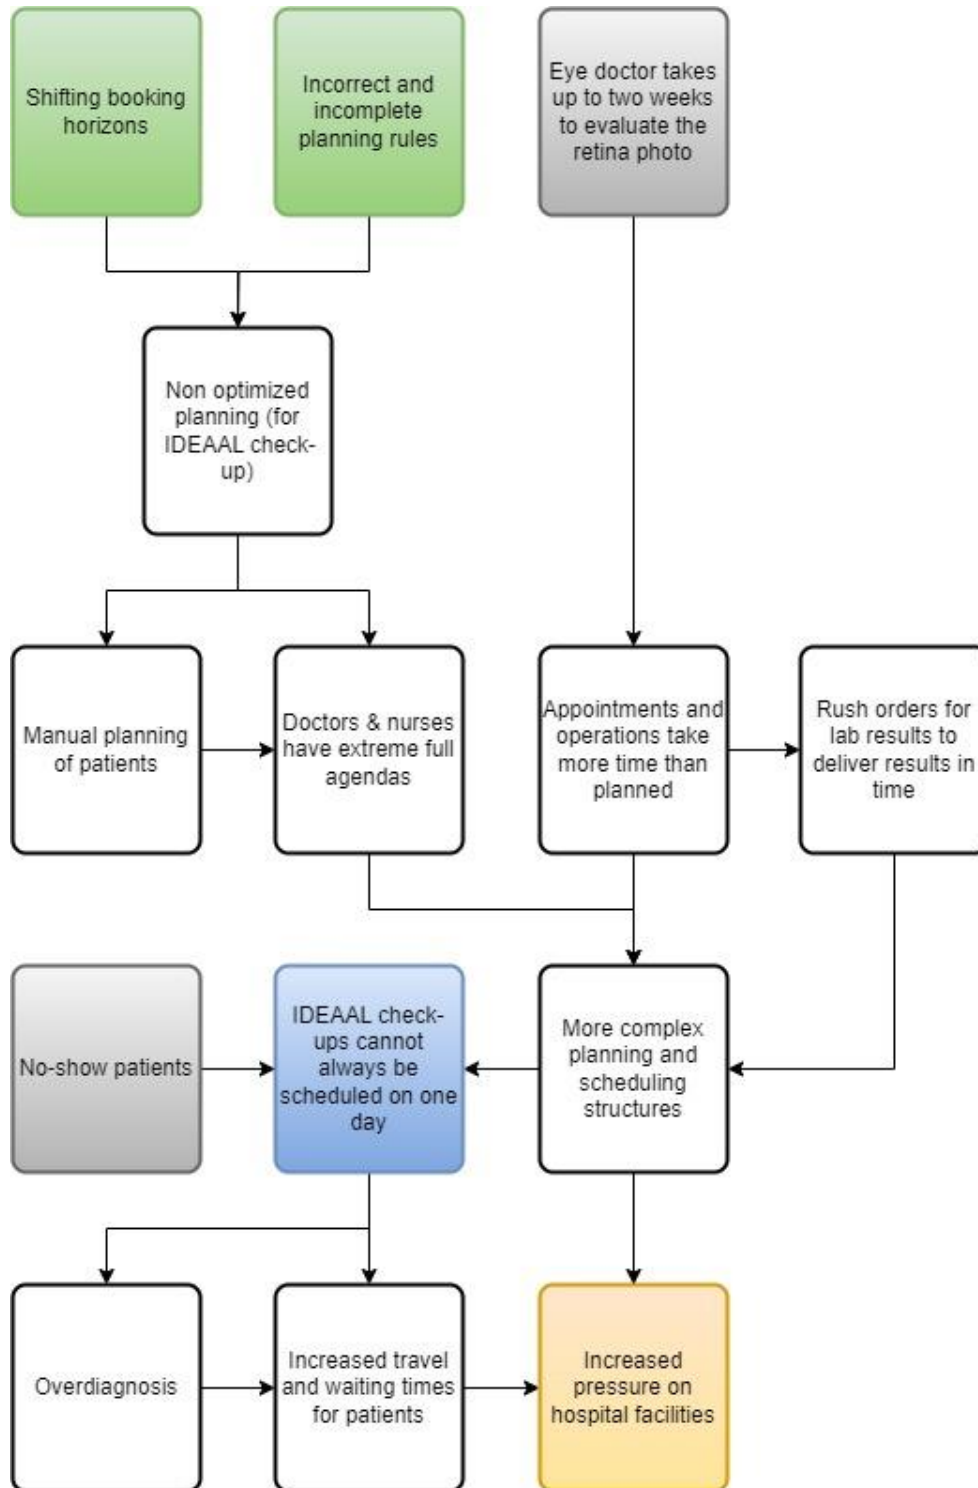 Shifting booking
horizons
Incorrect and
incomplete
planning rules
Eye doctor takes
up to two weeks
to evaluate the
retina photo
Non optimized
planning (for
IDEAAL check-
up)
Manual planning
of patients
Doctors & nurses
have extreme full
agendas
Appointments and
operations take
more time than
planned
Rush orders for
lab results to
deliver results in
time
No-show patients
IDEAAL check-
ups cannot
always be
scheduled on one
day
More complex
planning and
scheduling
structures
Overdiagnosis
Increased travel
and waiting times
for patients
Increased
pressure on
hospital facilities